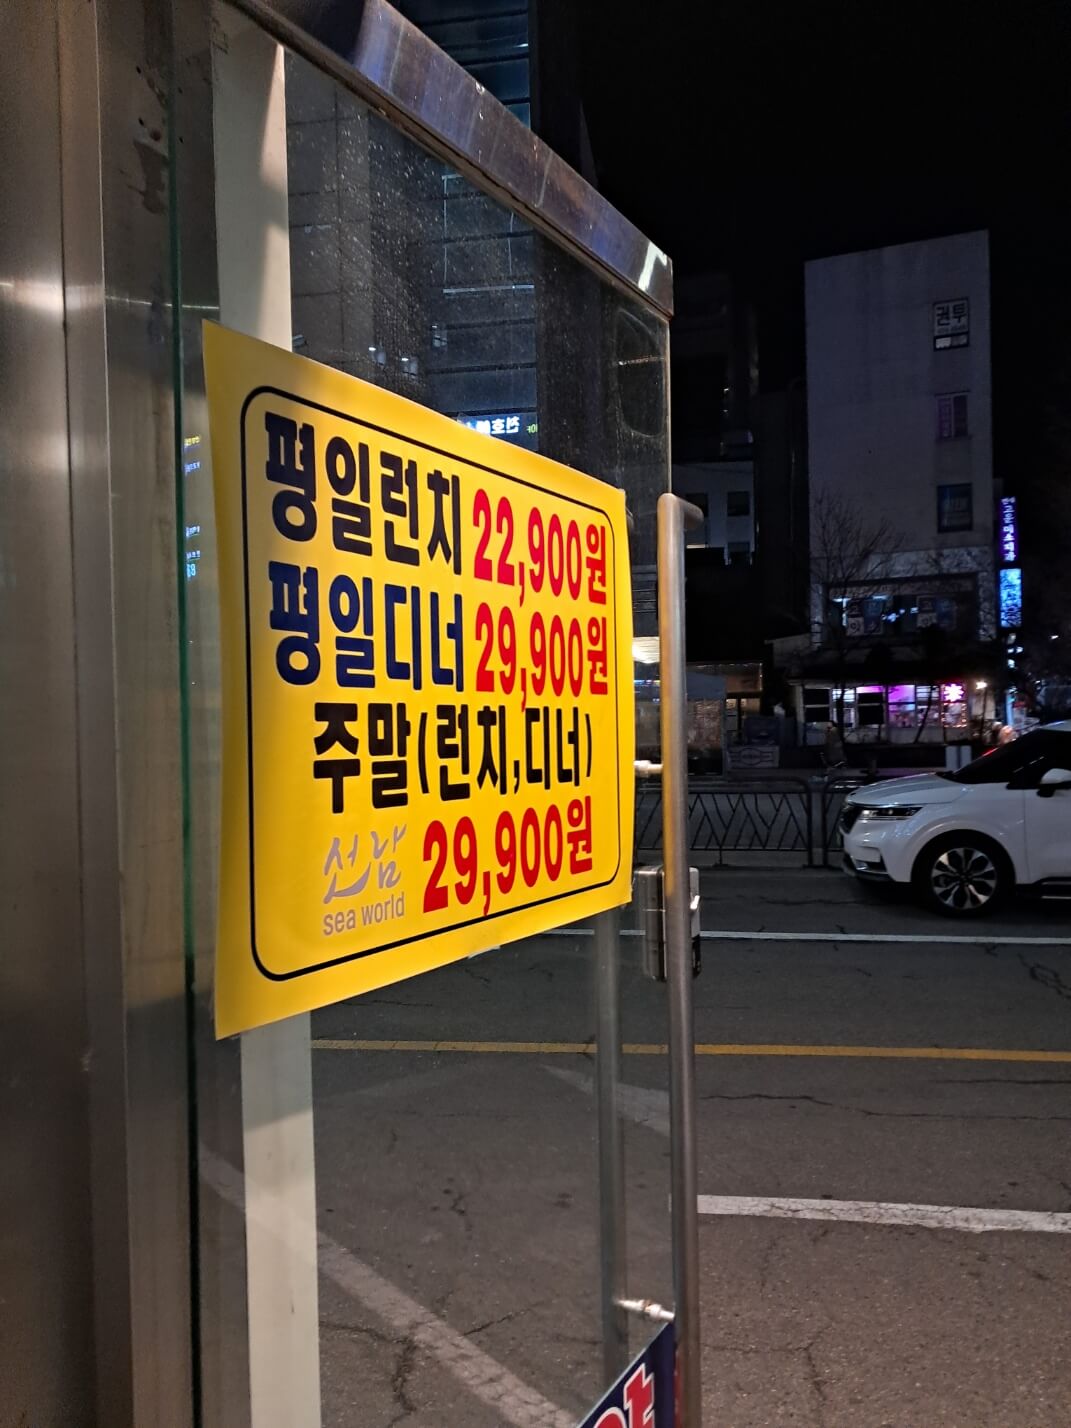 평일런치 22,900원
평일디너 29,900원
주말(런치,디너)
29,900원
선남
sea world
권투